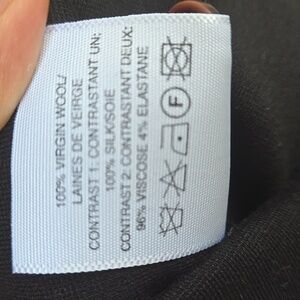 100% VIRGIN WOOL/
LAINES DE VEIRGE
CONTRAST 1: CONTRASTANT UN:
100% SILK/SOIE
CONTRAST 2: CONTRASTANT DEUX:
96% VISCOSE 4% ELASTANE
F